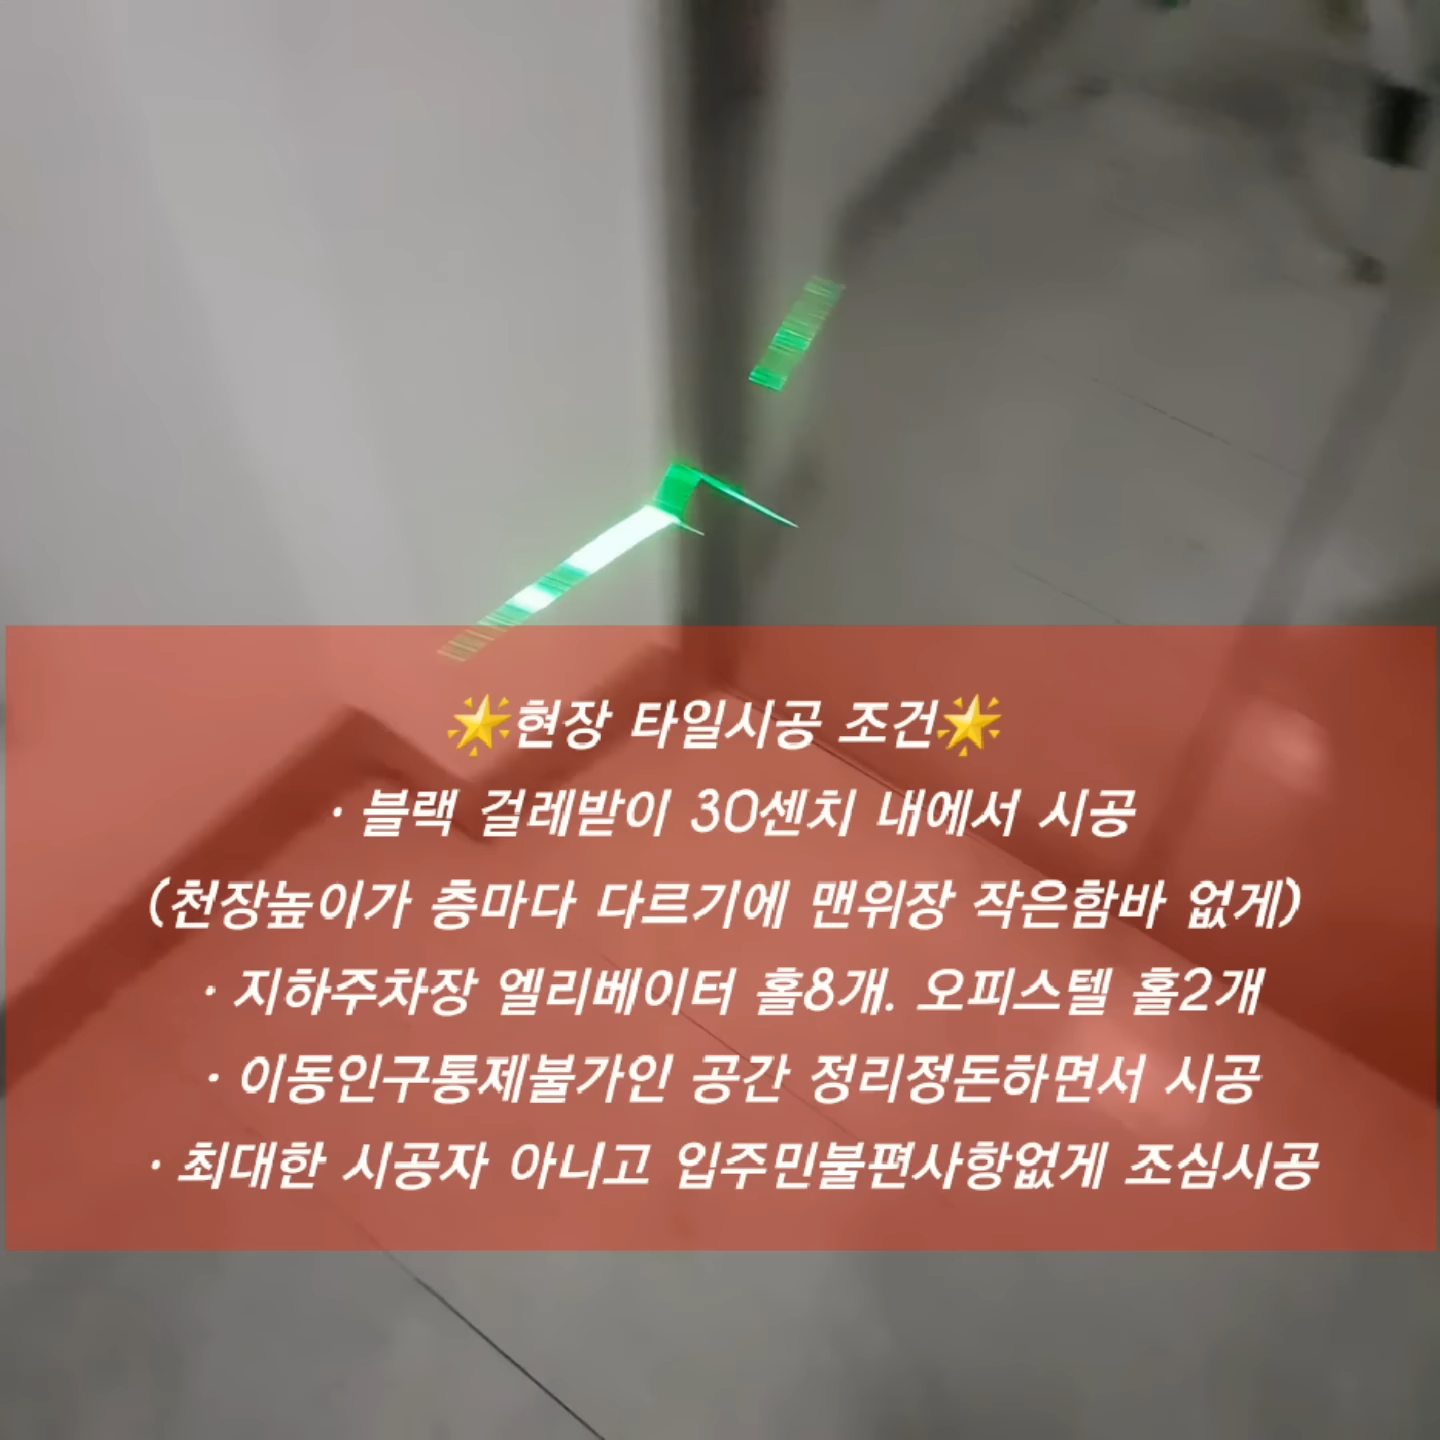 🌟현장 타일시공 조건🌟
· 블랙 걸레받이 30센치 내에서 시공
(천장높이가 층마다 다르기에 맨위장 작은함바 없게)
· 지하주차장 엘리베이터 홀8개. 오피스텔 홀2개
· 이동인구통제불가인 공간 정리정돈하면서 시공
· 최대한 시공자 아니고 입주민불편사항없게 조심시공